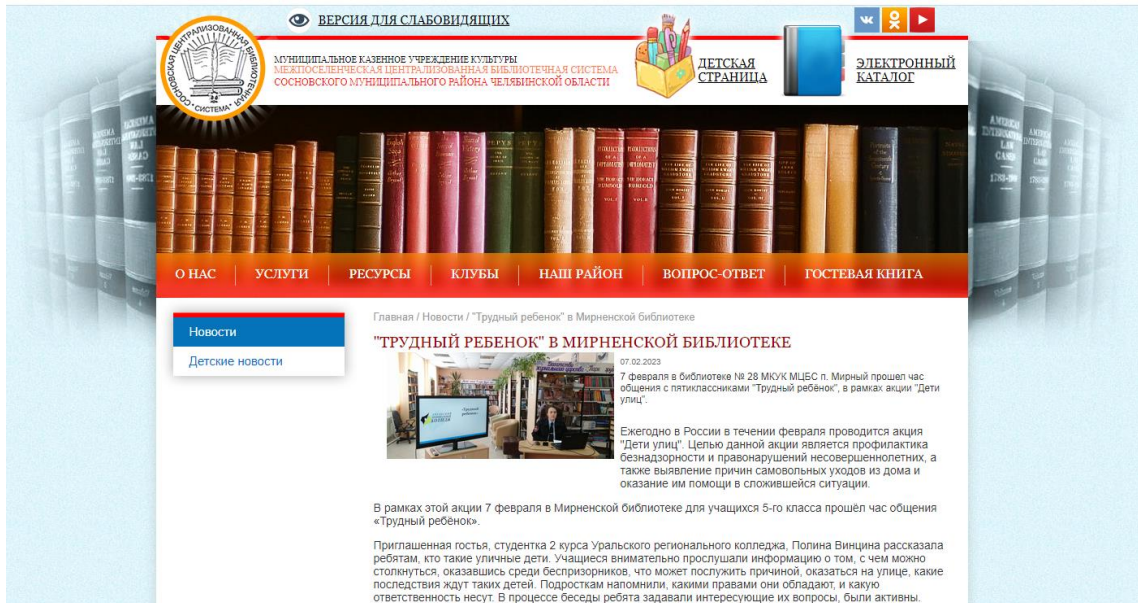 ВЕРСИЯ ДЛЯ СЛАБОВИДЯЩИХ
СОСНОВСКАЯ ЦЕНТРАЛИЗОВАННАЯ БИБЛИОТЕЧНАЯ СИСТЕМА
МУНИЦИПАЛЬНОЕ КАЗЕННОЕ УЧРЕЖДЕНИЕ КУЛЬТУРЫ
МЕЖПОСЕЛЕНЧЕСКАЯ ЦЕНТРАЛИЗОВАННАЯ БИБЛИОТЕЧНАЯ СИСТЕМА
СОСНОВСКОГО МУНИЦИПАЛЬНОГО РАЙОНА ЧЕЛЯБИНСКОЙ ОБЛАСТИ
ДЕТСКАЯ
СТРАНИЦА
ЭЛЕКТРОННЫЙ
КАТАЛОГ
О НАС
УСЛУГИ
РЕСУРСЫ
КЛУБЫ
НАШ РАЙОН
ВОПРОС-ОТВЕТ
ГОСТЕВАЯ КНИГА
Новости
Детские новости
Главная / Новости / "Трудный ребенок" в Мирненской библиотеке
"ТРУДНЫЙ РЕБЕНОК" В МИРНЕНСКОЙ БИБЛИОТЕКЕ
07.02.2023
7 февраля в библиотеке № 28 МКУК МЦБС п. Мирный прошел час
общения с пятиклассниками "Трудный ребёнок", в рамках акции "Дети
улиц".
Ежегодно в России в течении февраля проводится акция
"Дети улиц". Целью данной акции является профилактика
безнадзорности и правонарушений несовершеннолетних, а
также выявление причин самовольных уходов из дома и
оказание им помощи в сложившейся ситуации.
В рамках этой акции 7 февраля в Мирненской библиотеке для учащихся 5-го класса прошёл час общения
«Трудный ребёнок».
Приглашенная гостья, студентка 2 курса Уральского регионального колледжа, Полина Винцина рассказала
ребятам, кто такие уличные дети. Учащиеся внимательно прослушали информацию о том, с чем можно
столкнуться, оказавшись среди беспризорников, что может послужить причиной, оказаться на улице, какие
последствия ждут таких детей. Подросткам напомнили, какими правами они обладают, и какую
ответственность несут. В процессе беседы ребята задавали интересующие их вопросы, были активны.